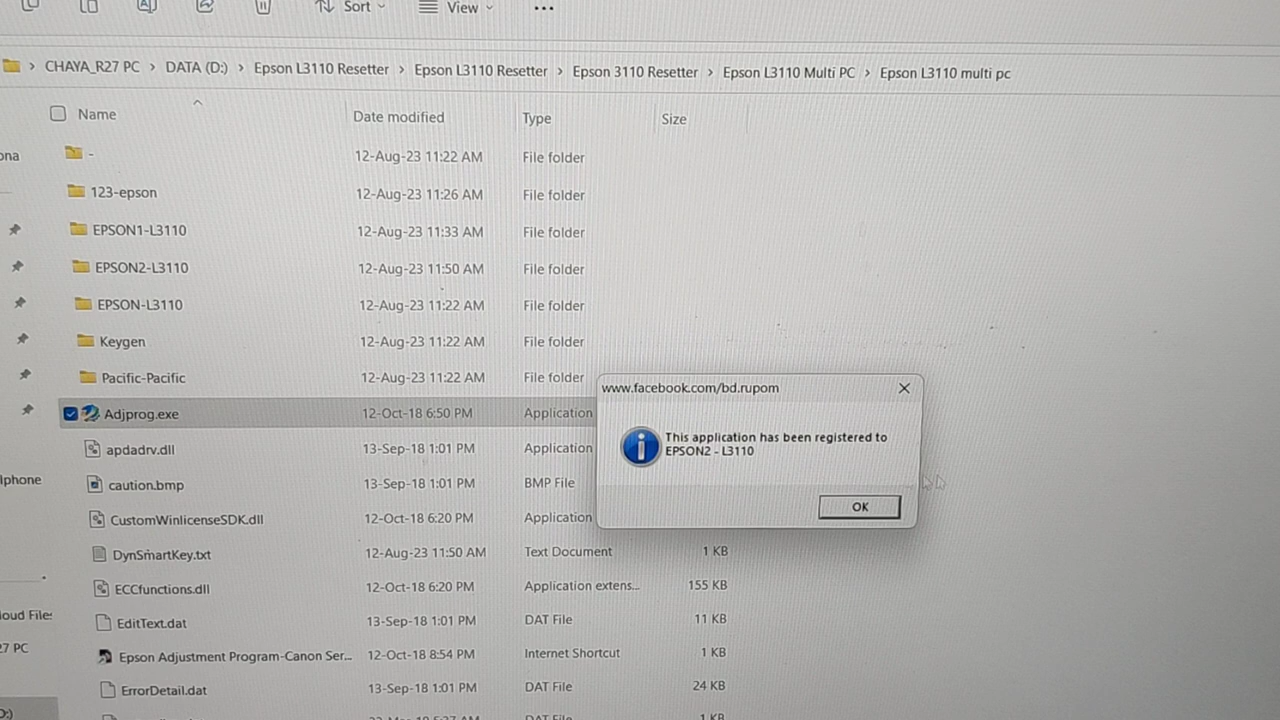 Sort
View
CHAYA_R27 PC > DATA (D:) > Epson L3110 Resetter > Epson L3110 Resetter > Epson 3110 Resetter > Epson L3110 Multi PC > Epson L3110 multi pc
Name Date modified Type Size
- 12-Aug-23 11:22 AM File folder
ona
123-epson 12-Aug-23 11:26 AM File folder
EPSON1-L3110 12-Aug-23 11:33 AM File folder
EPSON2-L3110 12-Aug-23 11:50 AM File folder
EPSON-L3110 12-Aug-23 11:22 AM File folder
Keygen 12-Aug-23 11:22 AM File folder
Pacific-Pacific 12-Aug-23 11:22 AM File folder
www.facebook.com/bd.rupom
This application has been registered to
EPSON2 - L3110
OK
Adjprog.exe 12-Oct-18 6:50 PM Application
apdadrv.dll 13-Sep-18 1:01 PM Application
lphone
caution.bmp 13-Sep-18 1:01 PM BMP File
CustomWinlicenseSDK.dll 12-Oct-18 6:20 PM Application
DynSmartKey.txt 12-Aug-23 11:50 AM Text Document 1 KB
ECCfunctions.dll 12-Oct-18 6:20 PM Application extens... 155 KB
loud Files
EditText.dat 13-Sep-18 1:01 PM DAT File 11 KB
27 PC
Epson Adjustment Program-Canon Ser... 12-Oct-18 8:54 PM Internet Shortcut 1 KB
ErrorDetail.dat 13-Sep-18 1:01 PM DAT File 24 KB
D:)
DAT File 1 KB